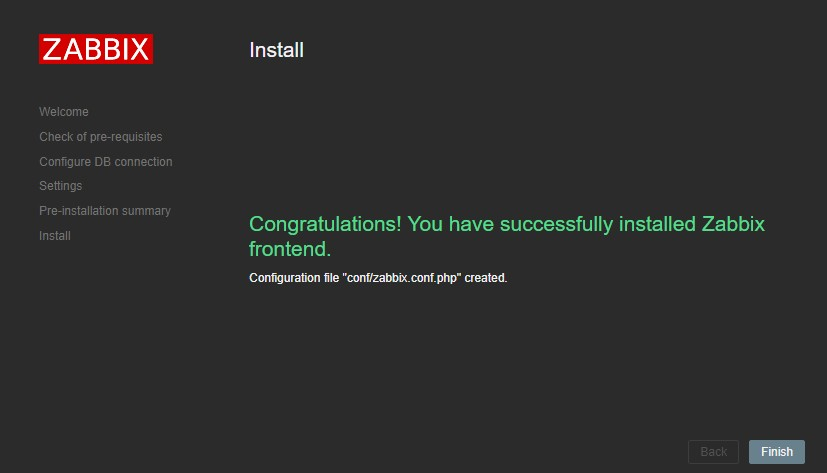 ZABBIX
Install
Welcome
Check of pre-requisites
Configure DB connection
Settings
Pre-installation summary
Install
Congratulations! You have successfully installed Zabbix
frontend.
Configuration file "conf/zabbix.conf.php" created.
Back
Finish